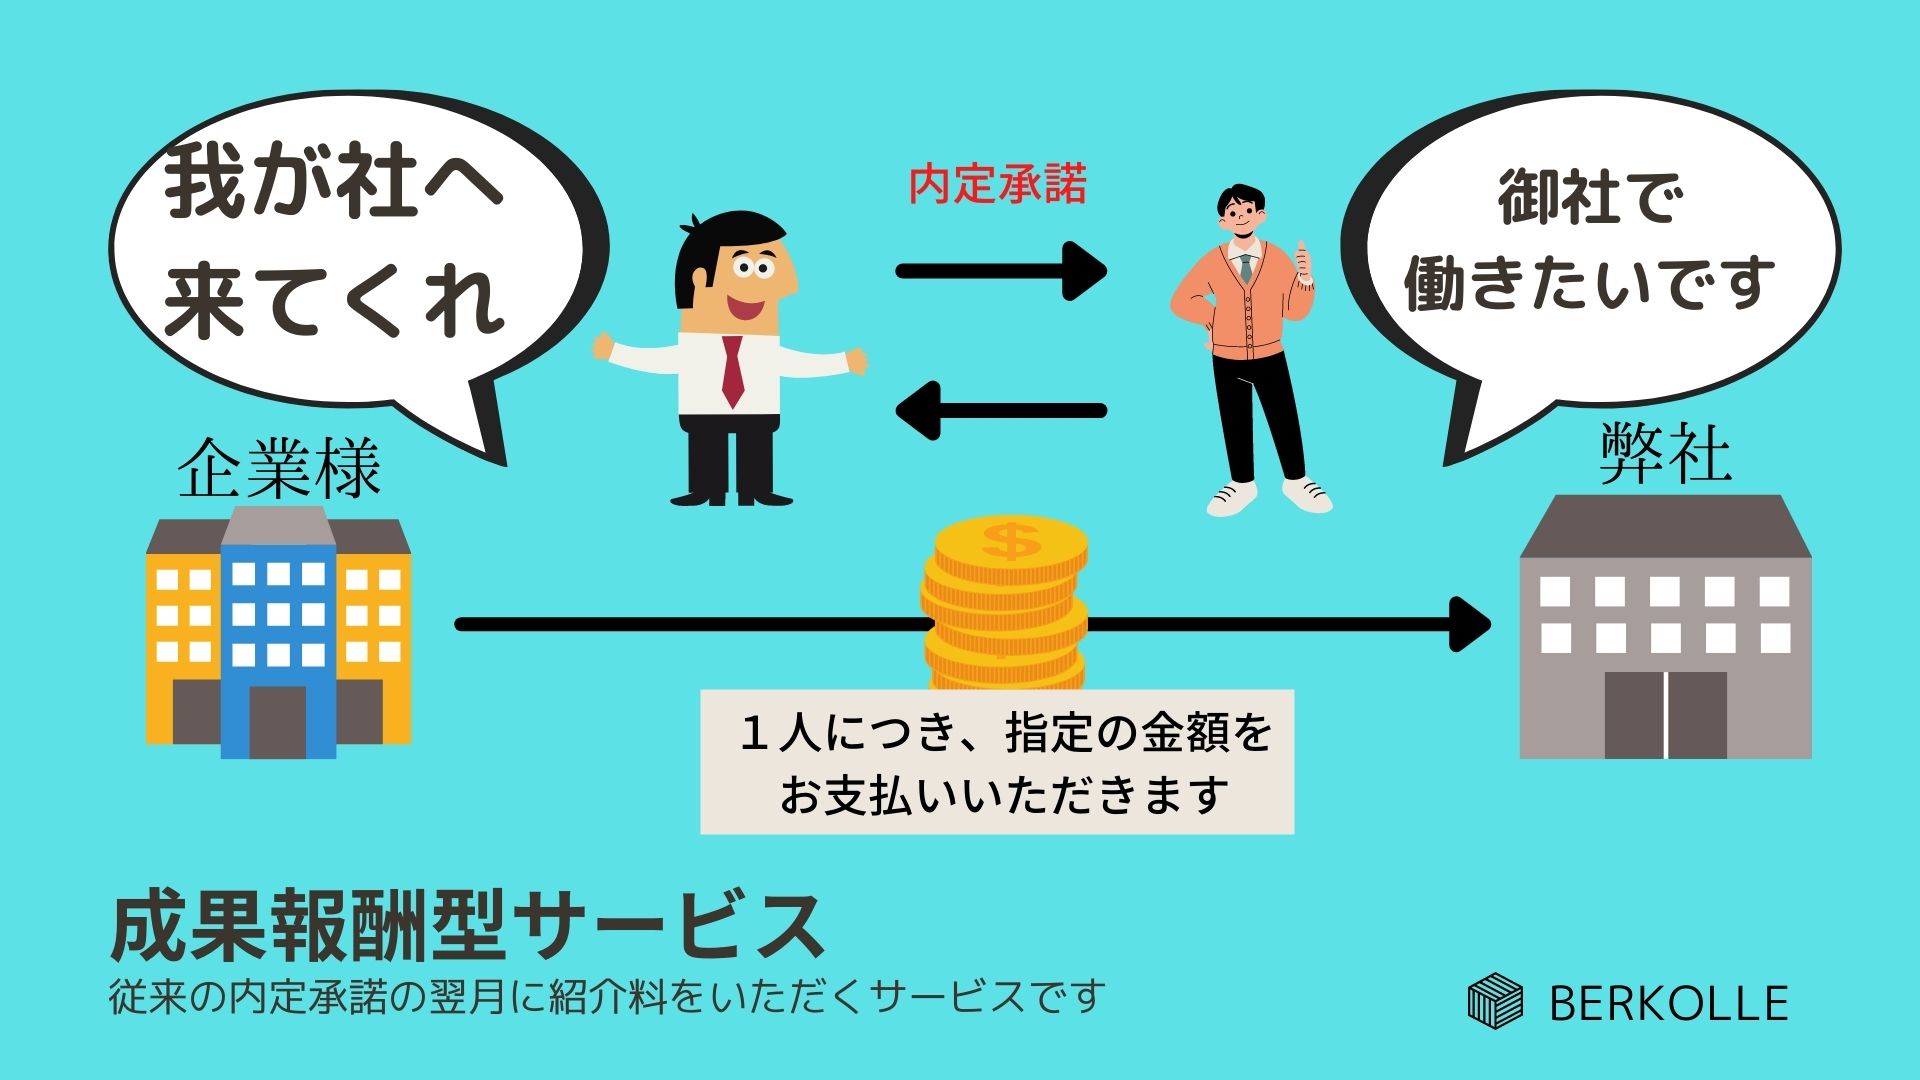 我が社へ
来てくれ
内定承諾
御社で
働きたいです
企業様
弊社
１人につき、指定の金額を
お支払いいただきます
成果報酬型サービス
従来の内定承諾の翌月に紹介料をいただくサービスです
BERKOLLE